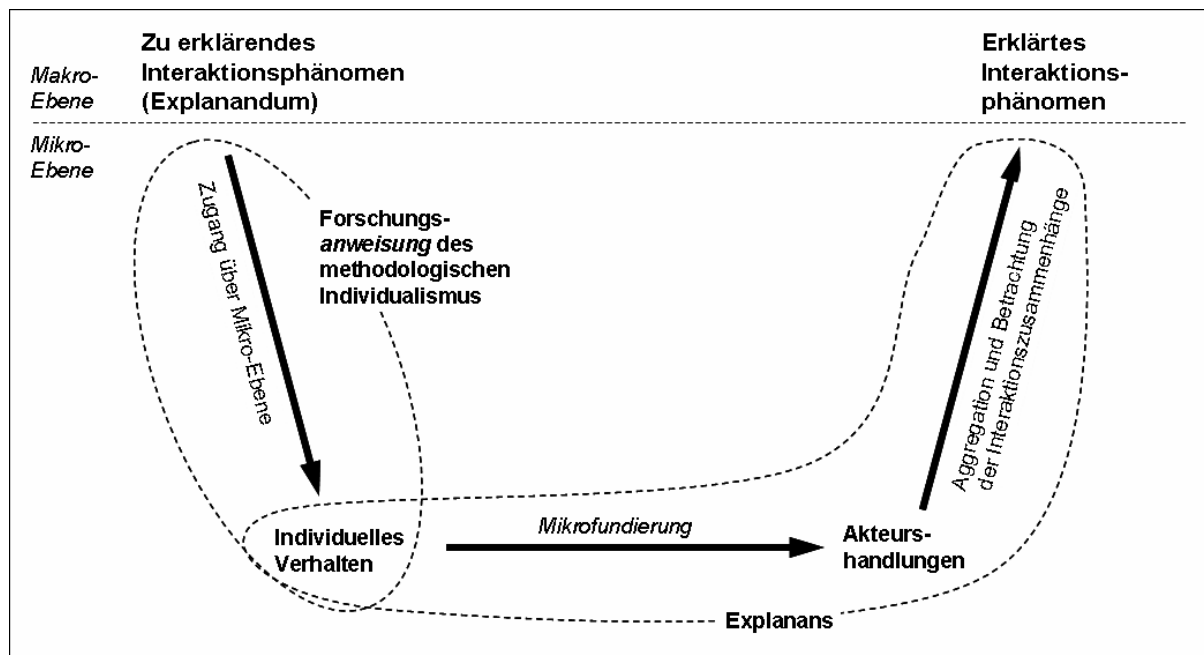 Zu erklärendes
Interaktionsphänomen
(Explanandum)
Erklärtes
Interaktions-
phänomen
Makro-
Ebene
Mikro-
Ebene
Zugang über Mikro-Ebene
Forschungs-
anweisung des
methodologischen
Individualismus
Aggregation und Betrachtung
der Interaktionszusammenhänge
Individuelles
Verhalten
Mikrofundierung
Akteurs-
handlungen
Explanans